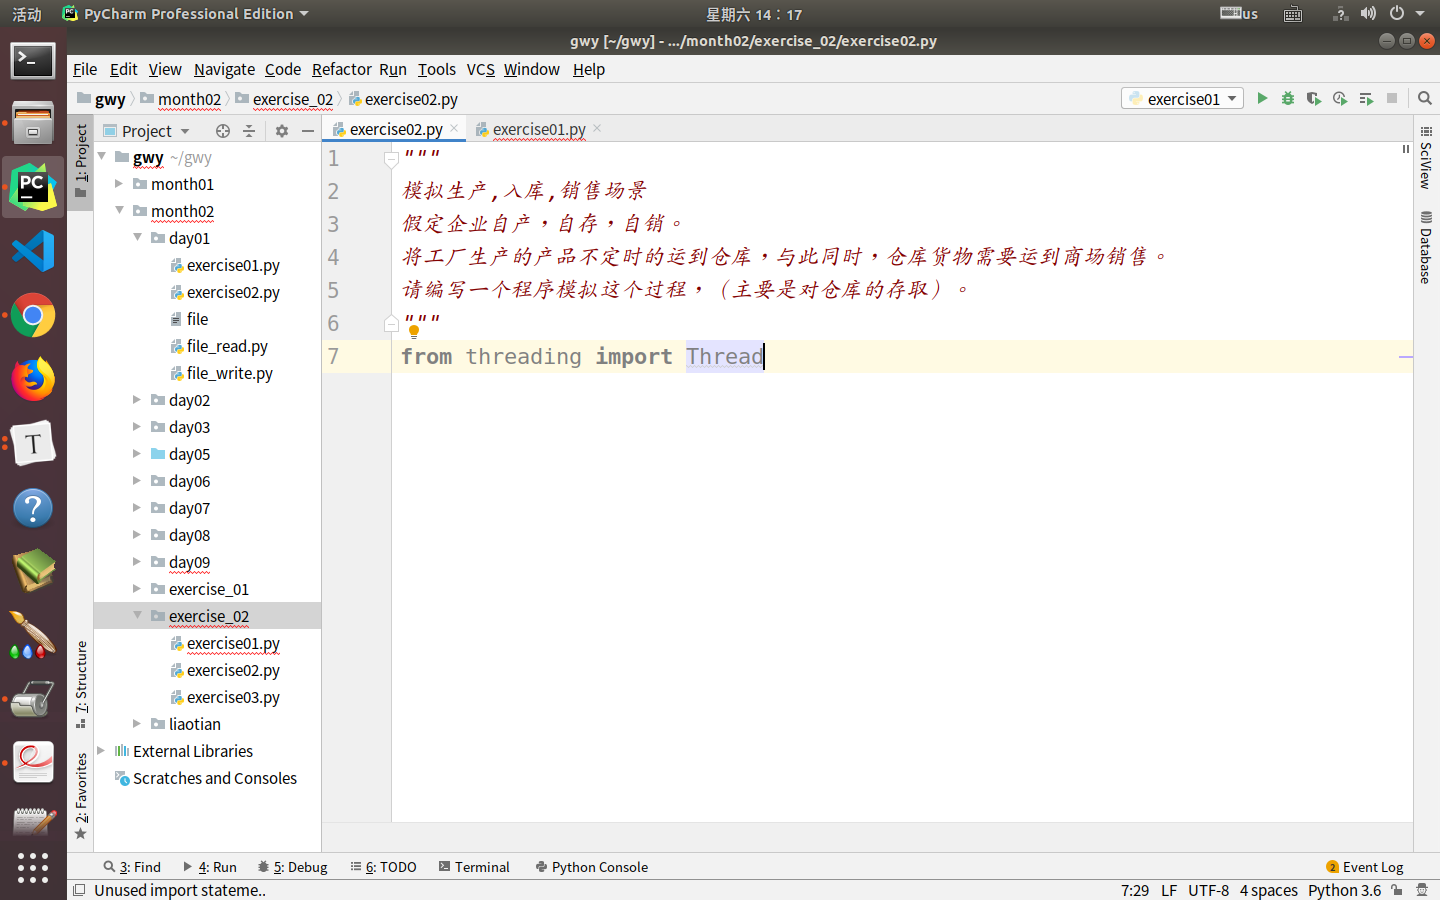 活动
PyCharm Professional Edition
星期六 14：17
us
gwy [~/gwy] - .../month02/exercise_02/exercise02.py
File Edit View Navigate Code Refactor Run Tools VCS Window Help
gwy month02 exercise_02 exercise02.py
exercise01
1: Project
Project
exercise02.py
exercise01.py
gwy ~/gwy
month01
month02
day01
exercise01.py
exercise02.py
file
file_read.py
file_write.py
day02
day03
day05
day06
day07
day08
day09
exercise_01
exercise_02
exercise01.py
exercise02.py
exercise03.py
liaotian
External Libraries
Scratches and Consoles
7: Structure
2: Favorites
1 """
2 模拟生产,入库,销售场景
3 假定企业自产，自存，自销。
4 将工厂生产的产品不定时的运到仓库，与此同时，仓库货物需要运到商场销售。
5 请编写一个程序模拟这个过程，（主要是对仓库的存取）。
6 """
7 from threading import Thread
SciView
Database
3: Find 4: Run 5: Debug 6: TODO Terminal Python Console
2 Event Log
Unused import stateme..
7:29 LF UTF-8 4 spaces Python 3.6